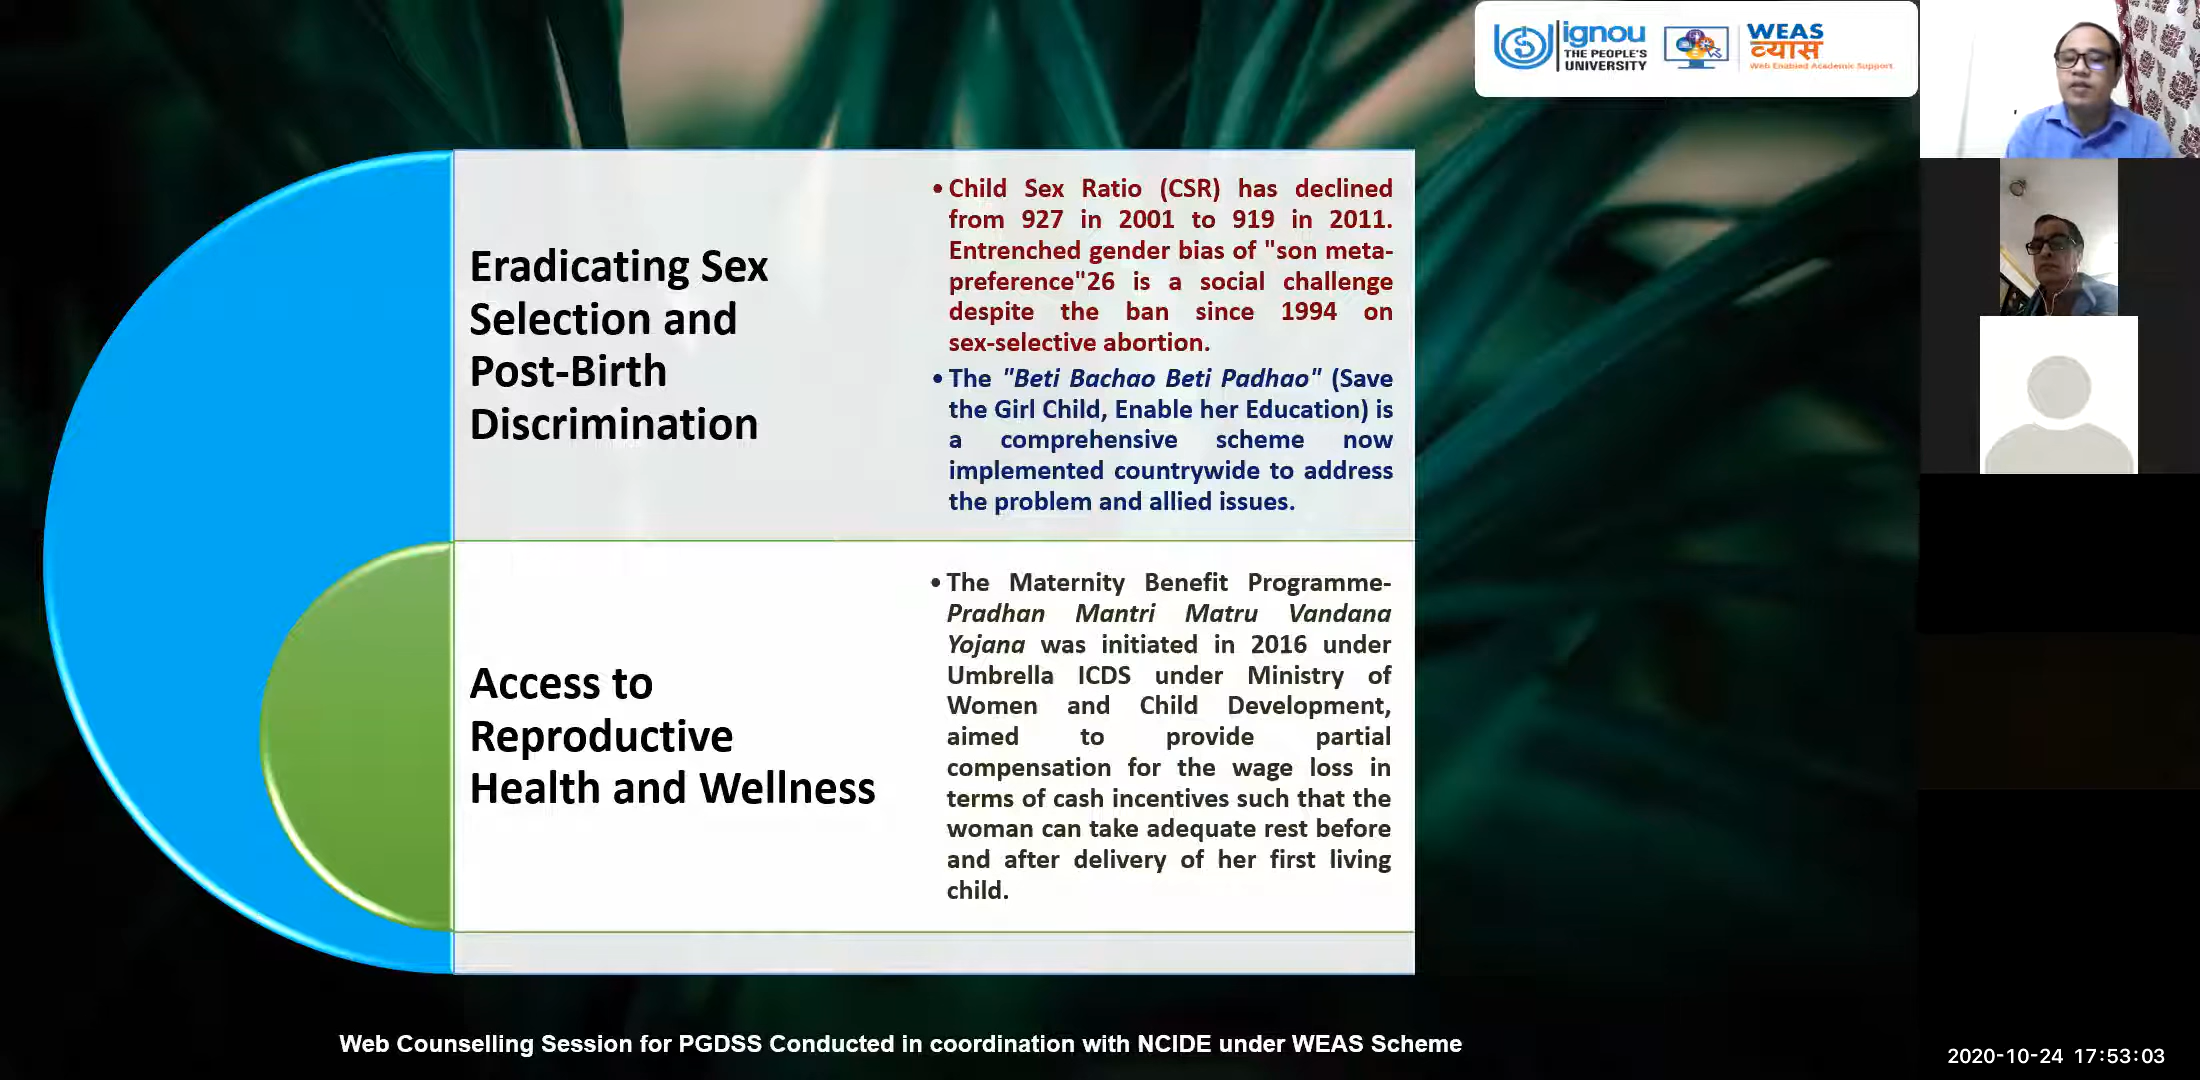 ignou
THE PEOPLE'S
UNIVERSITY
WEAS
व्यास
Web Enabled Academic Support
Eradicating Sex
Selection and
Post-Birth
Discrimination
• Child Sex Ratio (CSR) has declined
from 927 in 2001 to 919 in 2011.
Entrenched gender bias of "son meta-
preference"26 is a social challenge
despite the ban since 1994 on
sex-selective abortion.
• The "Beti Bachao Beti Padhao" (Save
the Girl Child, Enable her Education) is
a comprehensive scheme now
implemented countrywide to address
the problem and allied issues.
Access to
Reproductive
Health and Wellness
• The Maternity Benefit Programme-
Pradhan Mantri Matru Vandana
Yojana was initiated in 2016 under
Umbrella ICDS under Ministry of
Women and Child Development,
aimed to provide partial
compensation for the wage loss in
terms of cash incentives such that the
woman can take adequate rest before
and after delivery of her first living
child.
Web Counselling Session for PGDSS Conducted in coordination with NCIDE under WEAS Scheme
2020-10-24 17:53:03